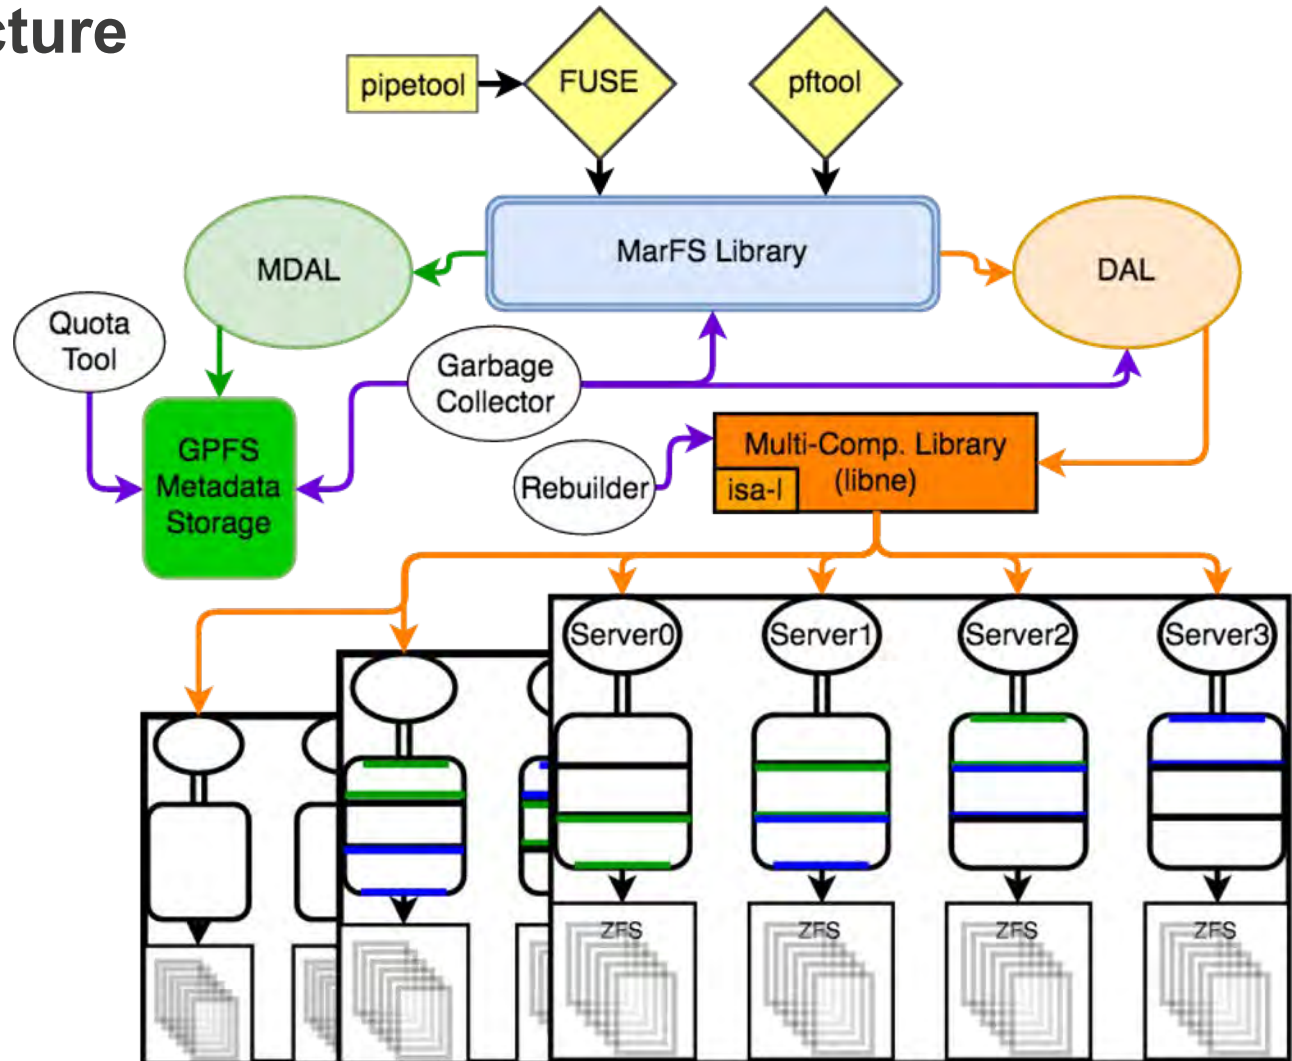 cture
pipetool
FUSE
pftool
MarFS Library
MDAL
DAL
Quota
Tool
Garbage
Collector
GPFS
Metadata
Storage
Multi-Comp. Library
(libne)
isa-l
Rebuilder
Server0
Server1
Server2
Server3
ZFS
ZFS
ZFS
ZFS